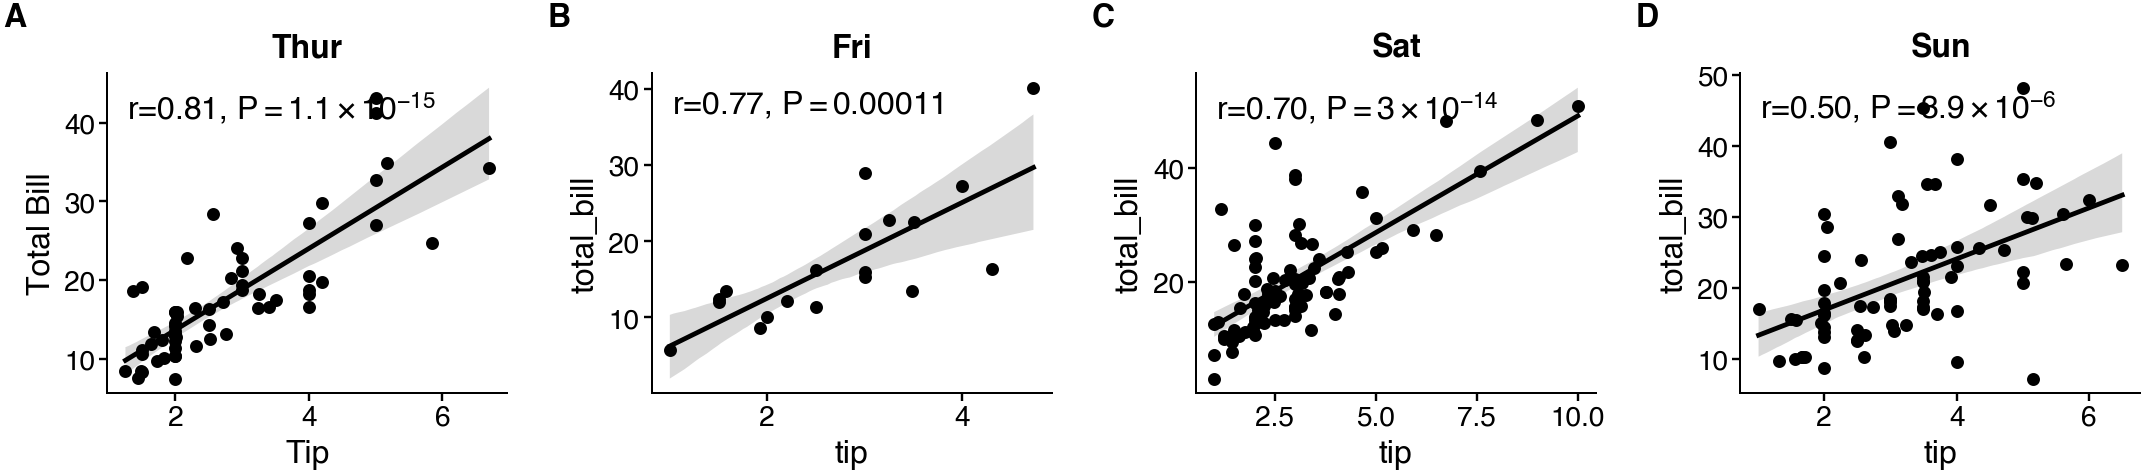 A
Thur
r=0.81, P = 1.1 × 10−15
40
30
20
10
Total Bill
2 4 6
Tip
B
Fri
r=0.77, P = 0.00011
40
30
20
10
total_bill
2 4
tip
C
Sat
r=0.70, P = 3 × 10−14
40
20
total_bill
2.5 5.0 7.5 10.0
tip
D
Sun
r=0.50, P = 8.9 × 10−6
50
40
30
20
10
total_bill
2 4 6
tip